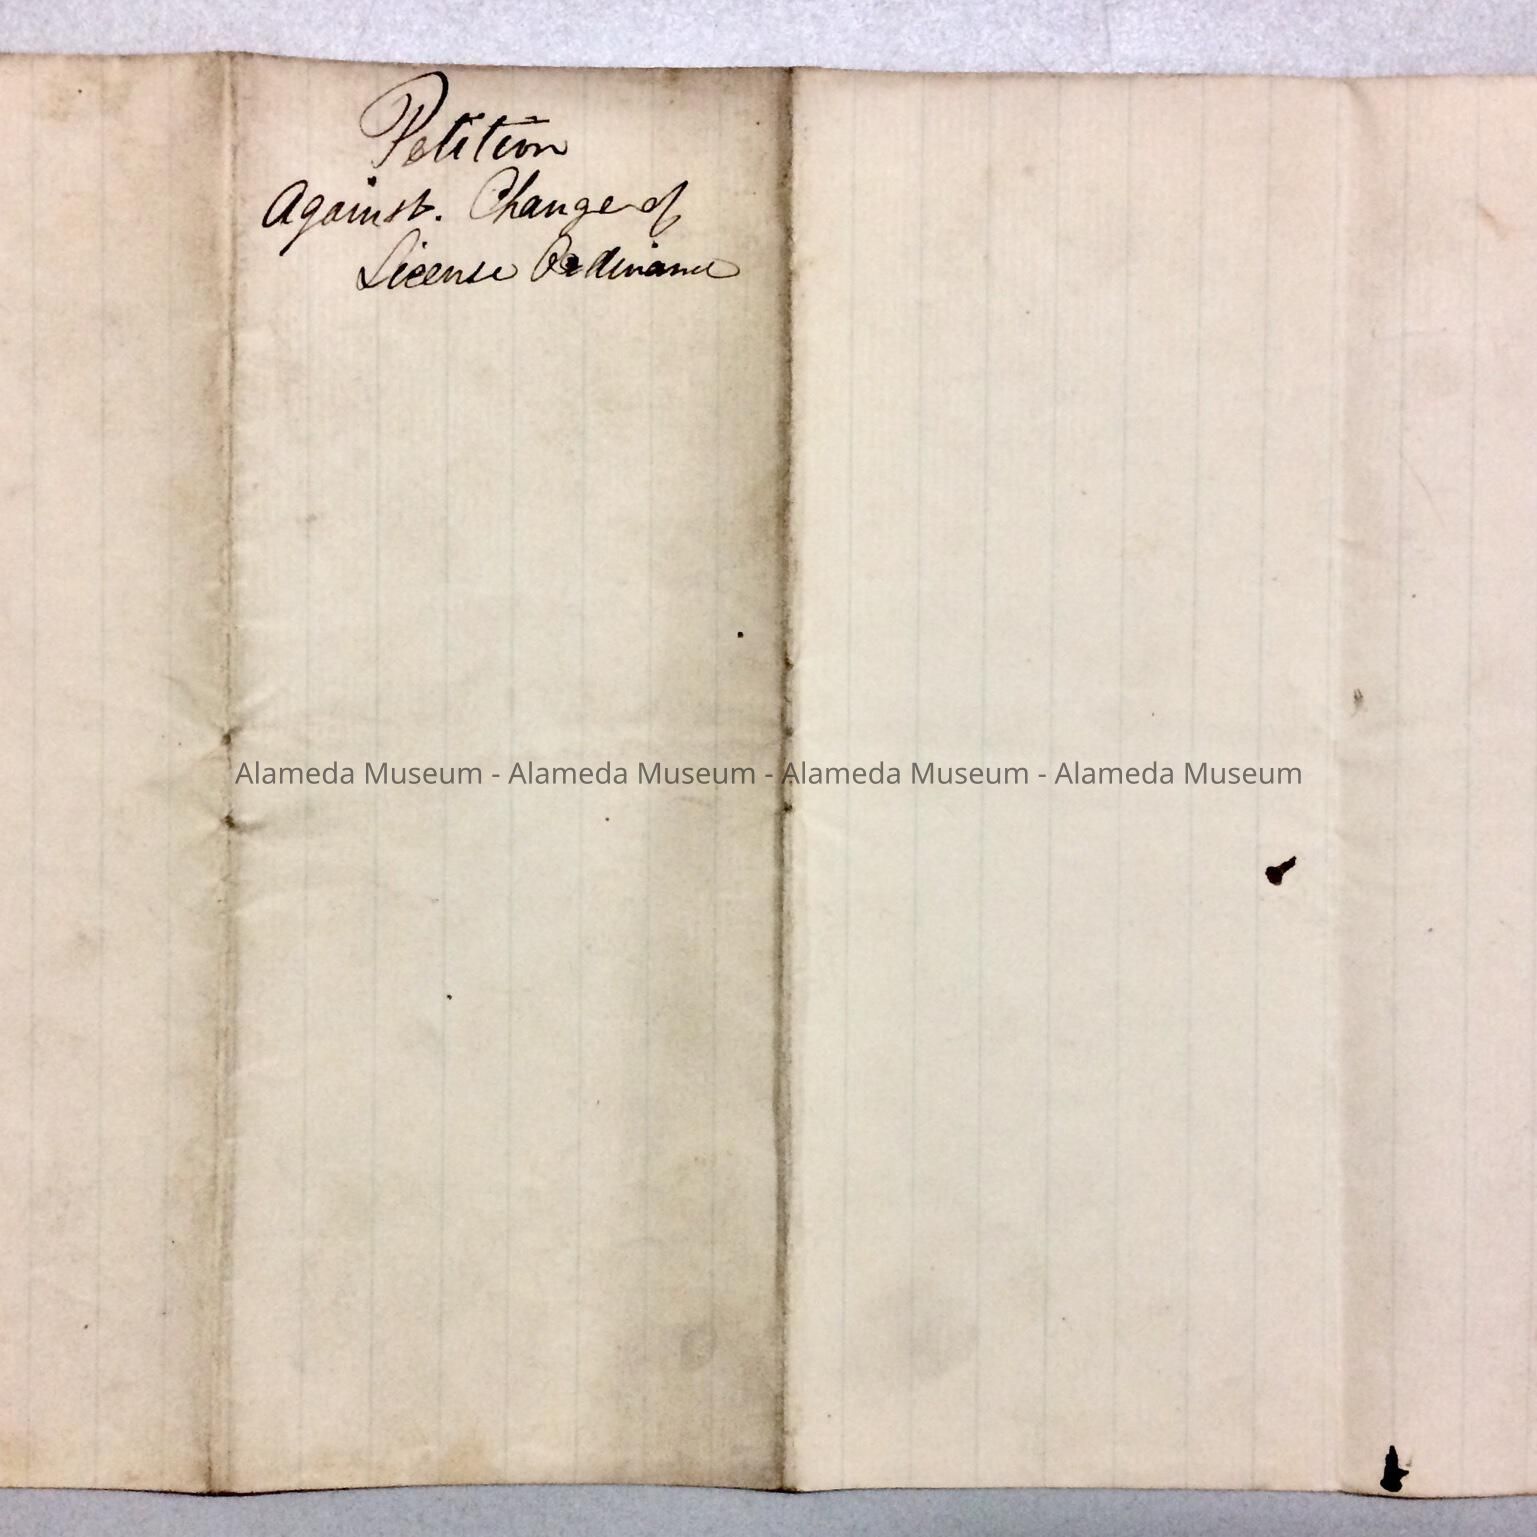 Petition
Against. Change of
License Ordinance
Alameda Museum - Alameda Museum - Alameda Museum - Alameda Museum